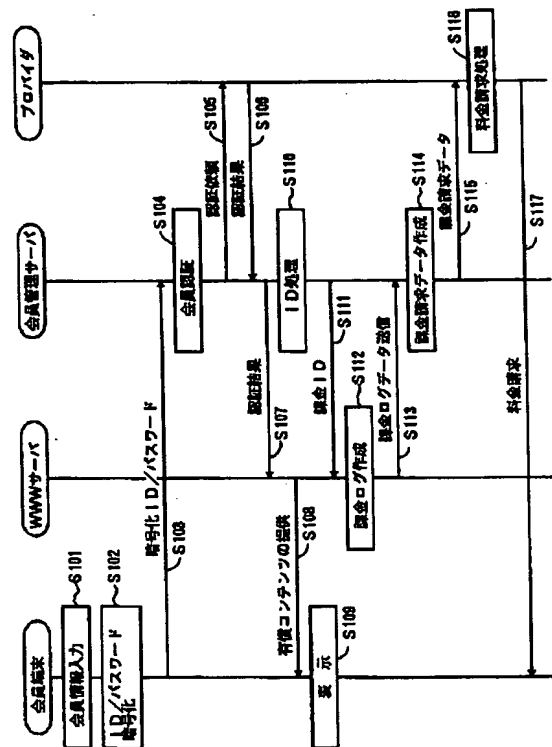 会員端末
WWWサーバ
会員管理サーバ
プロバイダ
会員情報入力
S101
ID/パスワード
暗号化
S102
暗号化ID/パスワード
S103
会員認証
S104
認証依頼
S105
認証結果
S106
認証結果
S107
有償コンテンツの提供
S108
表示
S109
ID処理
S110
課金ID
S111
課金ログ作成
S112
課金ログデータ送信
S113
課金請求データ作成
S114
課金請求データ
S115
料金請求処理
S116
料金請求
S117